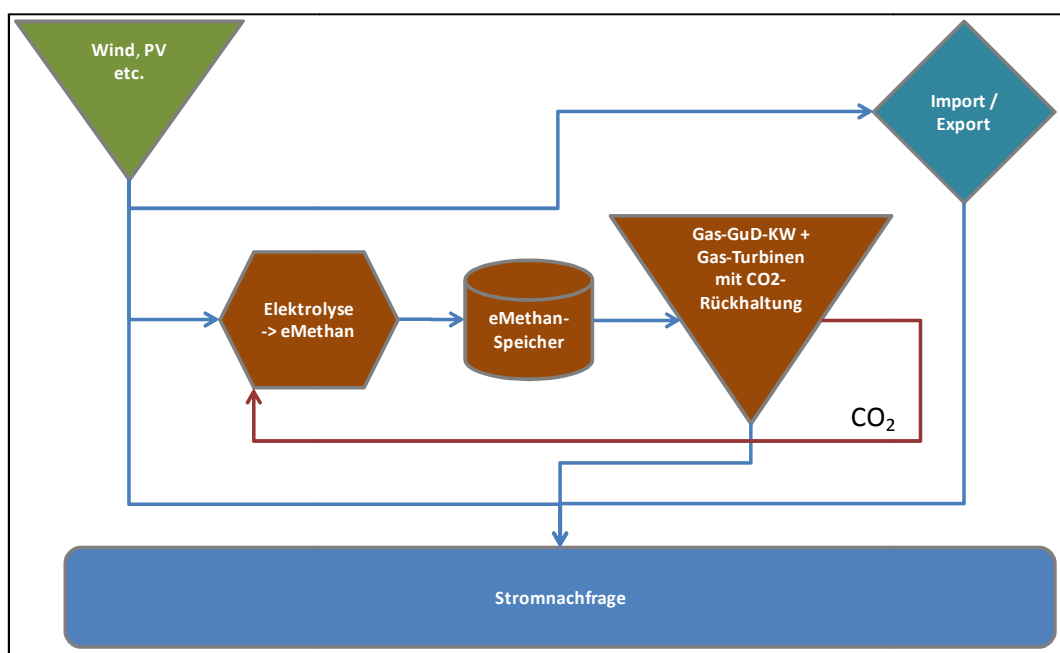 Wind, PV
etc.
Import /
Export
Gas-GuD-KW +
Gas-Turbinen
mit CO2-
Rückhaltung
Elektrolyse
-> eMethan
eMethan-
Speicher
CO₂
Stromnachfrage